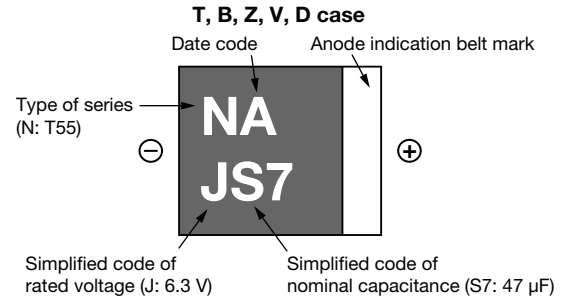 T, B, Z, V, D case
Date code
Anode indication belt mark
Type of series
(N: T55)
NA
JS7
⊖
⊕
Simplified code of
rated voltage (J: 6.3 V)
Simplified code of
nominal capacitance (S7: 47 µF)